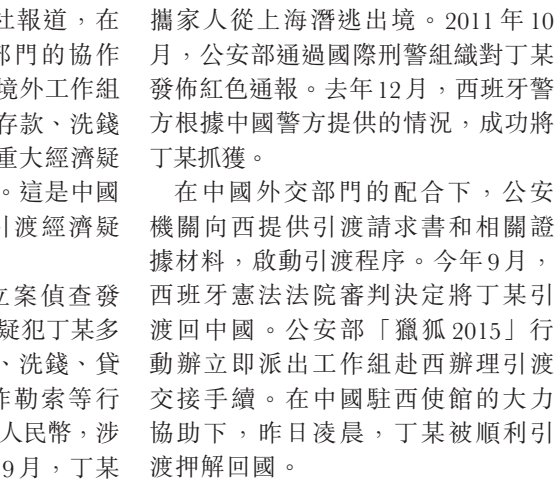 社報道，在
部門的協作
境外工作組
存款、洗錢
重大經濟疑
。這是中國
引渡經濟疑
立案偵查發
疑犯丁某多
、洗錢、貸
詐勒索等行
人民幣，涉
9月，丁某
攜家人從上海潛逃出境。2011年10
月，公安部通過國際刑警組織對丁某
發佈紅色通報。去年12月，西班牙警
方根據中國警方提供的情況，成功將
丁某抓獲。
在中國外交部門的配合下，公安
機關向西提供引渡請求書和相關證
據材料，啟動引渡程序。今年9月，
西班牙憲法法院審判決定將丁某引
渡回中國。公安部「獵狐2015」行
動辦立即派出工作組赴西辦理引渡
交接手續。在中國駐西使館的大力
協助下，昨日凌晨，丁某被順利引
渡押解回國。